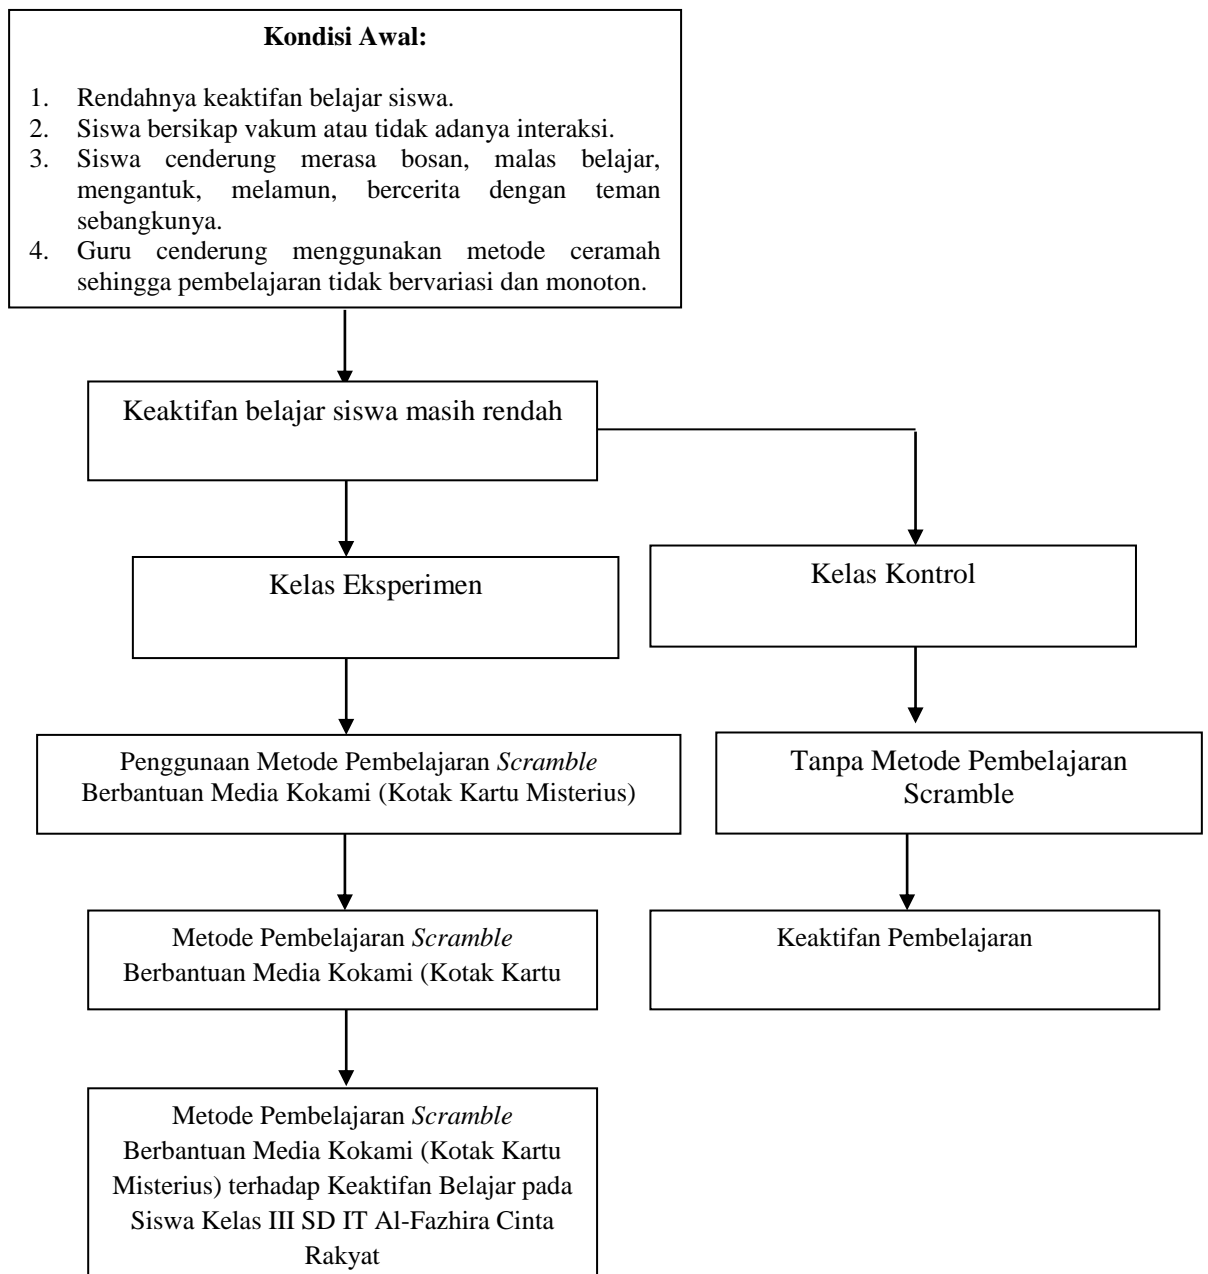 Kondisi Awal:
1. Rendahnya keaktifan belajar siswa.
2. Siswa bersikap vakum atau tidak adanya interaksi.
3. Siswa cenderung merasa bosan, malas belajar,
mengantuk, melamun, bercerita dengan teman
sebangkunya.
4. Guru cenderung menggunakan metode ceramah
sehingga pembelajaran tidak bervariasi dan monoton.
Keaktifan belajar siswa masih rendah
Kelas Eksperimen
Kelas Kontrol
Penggunaan Metode Pembelajaran Scramble
Berbantuan Media Kokami (Kotak Kartu Misterius)
Tanpa Metode Pembelajaran
Scramble
Metode Pembelajaran Scramble
Berbantuan Media Kokami (Kotak Kartu
Keaktifan Pembelajaran
Metode Pembelajaran Scramble
Berbantuan Media Kokami (Kotak Kartu
Misterius) terhadap Keaktifan Belajar pada
Siswa Kelas III SD IT Al-Fazhira Cinta
Rakyat